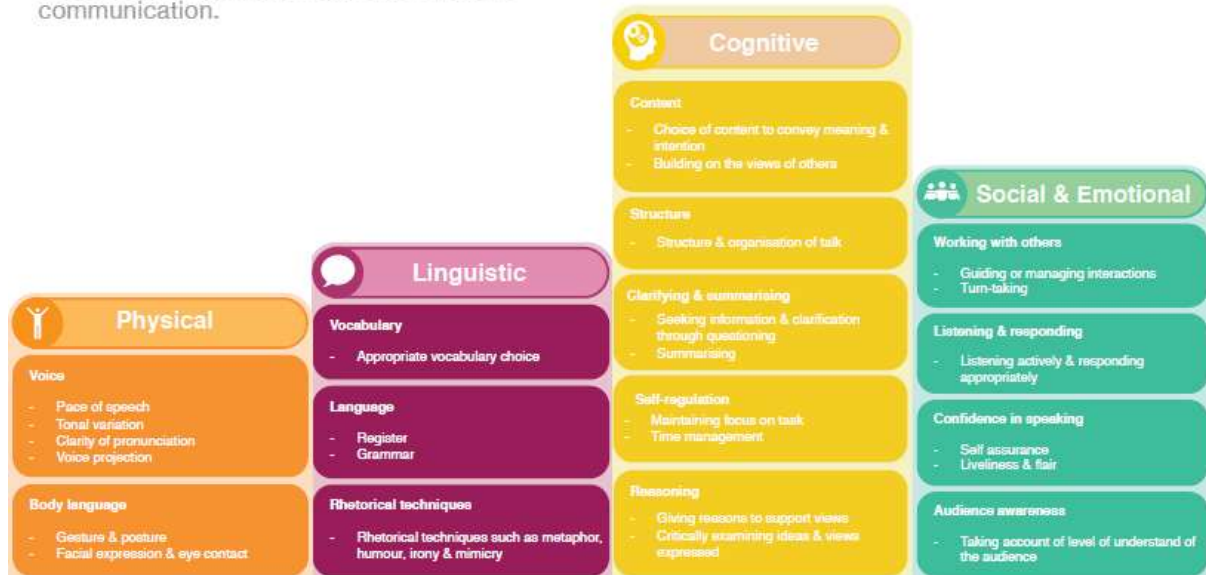 communication.
Physical
Voice
- Pace of speech
- Tonal variation
- Clarity of pronunciation
- Voice projection
Body language
- Gesture & posture
- Facial expression & eye contact
Linguistic
Vocabulary
- Appropriate vocabulary choice
Language
- Register
- Grammar
Rhetorical techniques
- Rhetorical techniques such as metaphor,
humour, irony & mimicry
Cognitive
Content
- Choice of content to convey meaning &
intention
- Building on the views of others
Structure
- Structure & organisation of talk
Clarifying & summarising
- Seeking information & clarification
through questioning
- Summarising
Self-regulation
- Maintaining focus on task
- Time management
Reasoning
- Giving reasons to support views
- Critically examining ideas & views
expressed
Social & Emotional
Working with others
- Guiding or managing interactions
- Turn-taking
Listening & responding
- Listening actively & responding
appropriately
Confidence in speaking
- Self assurance
- Liveliness & flair
Audience awareness
- Taking account of level of understand of
the audience